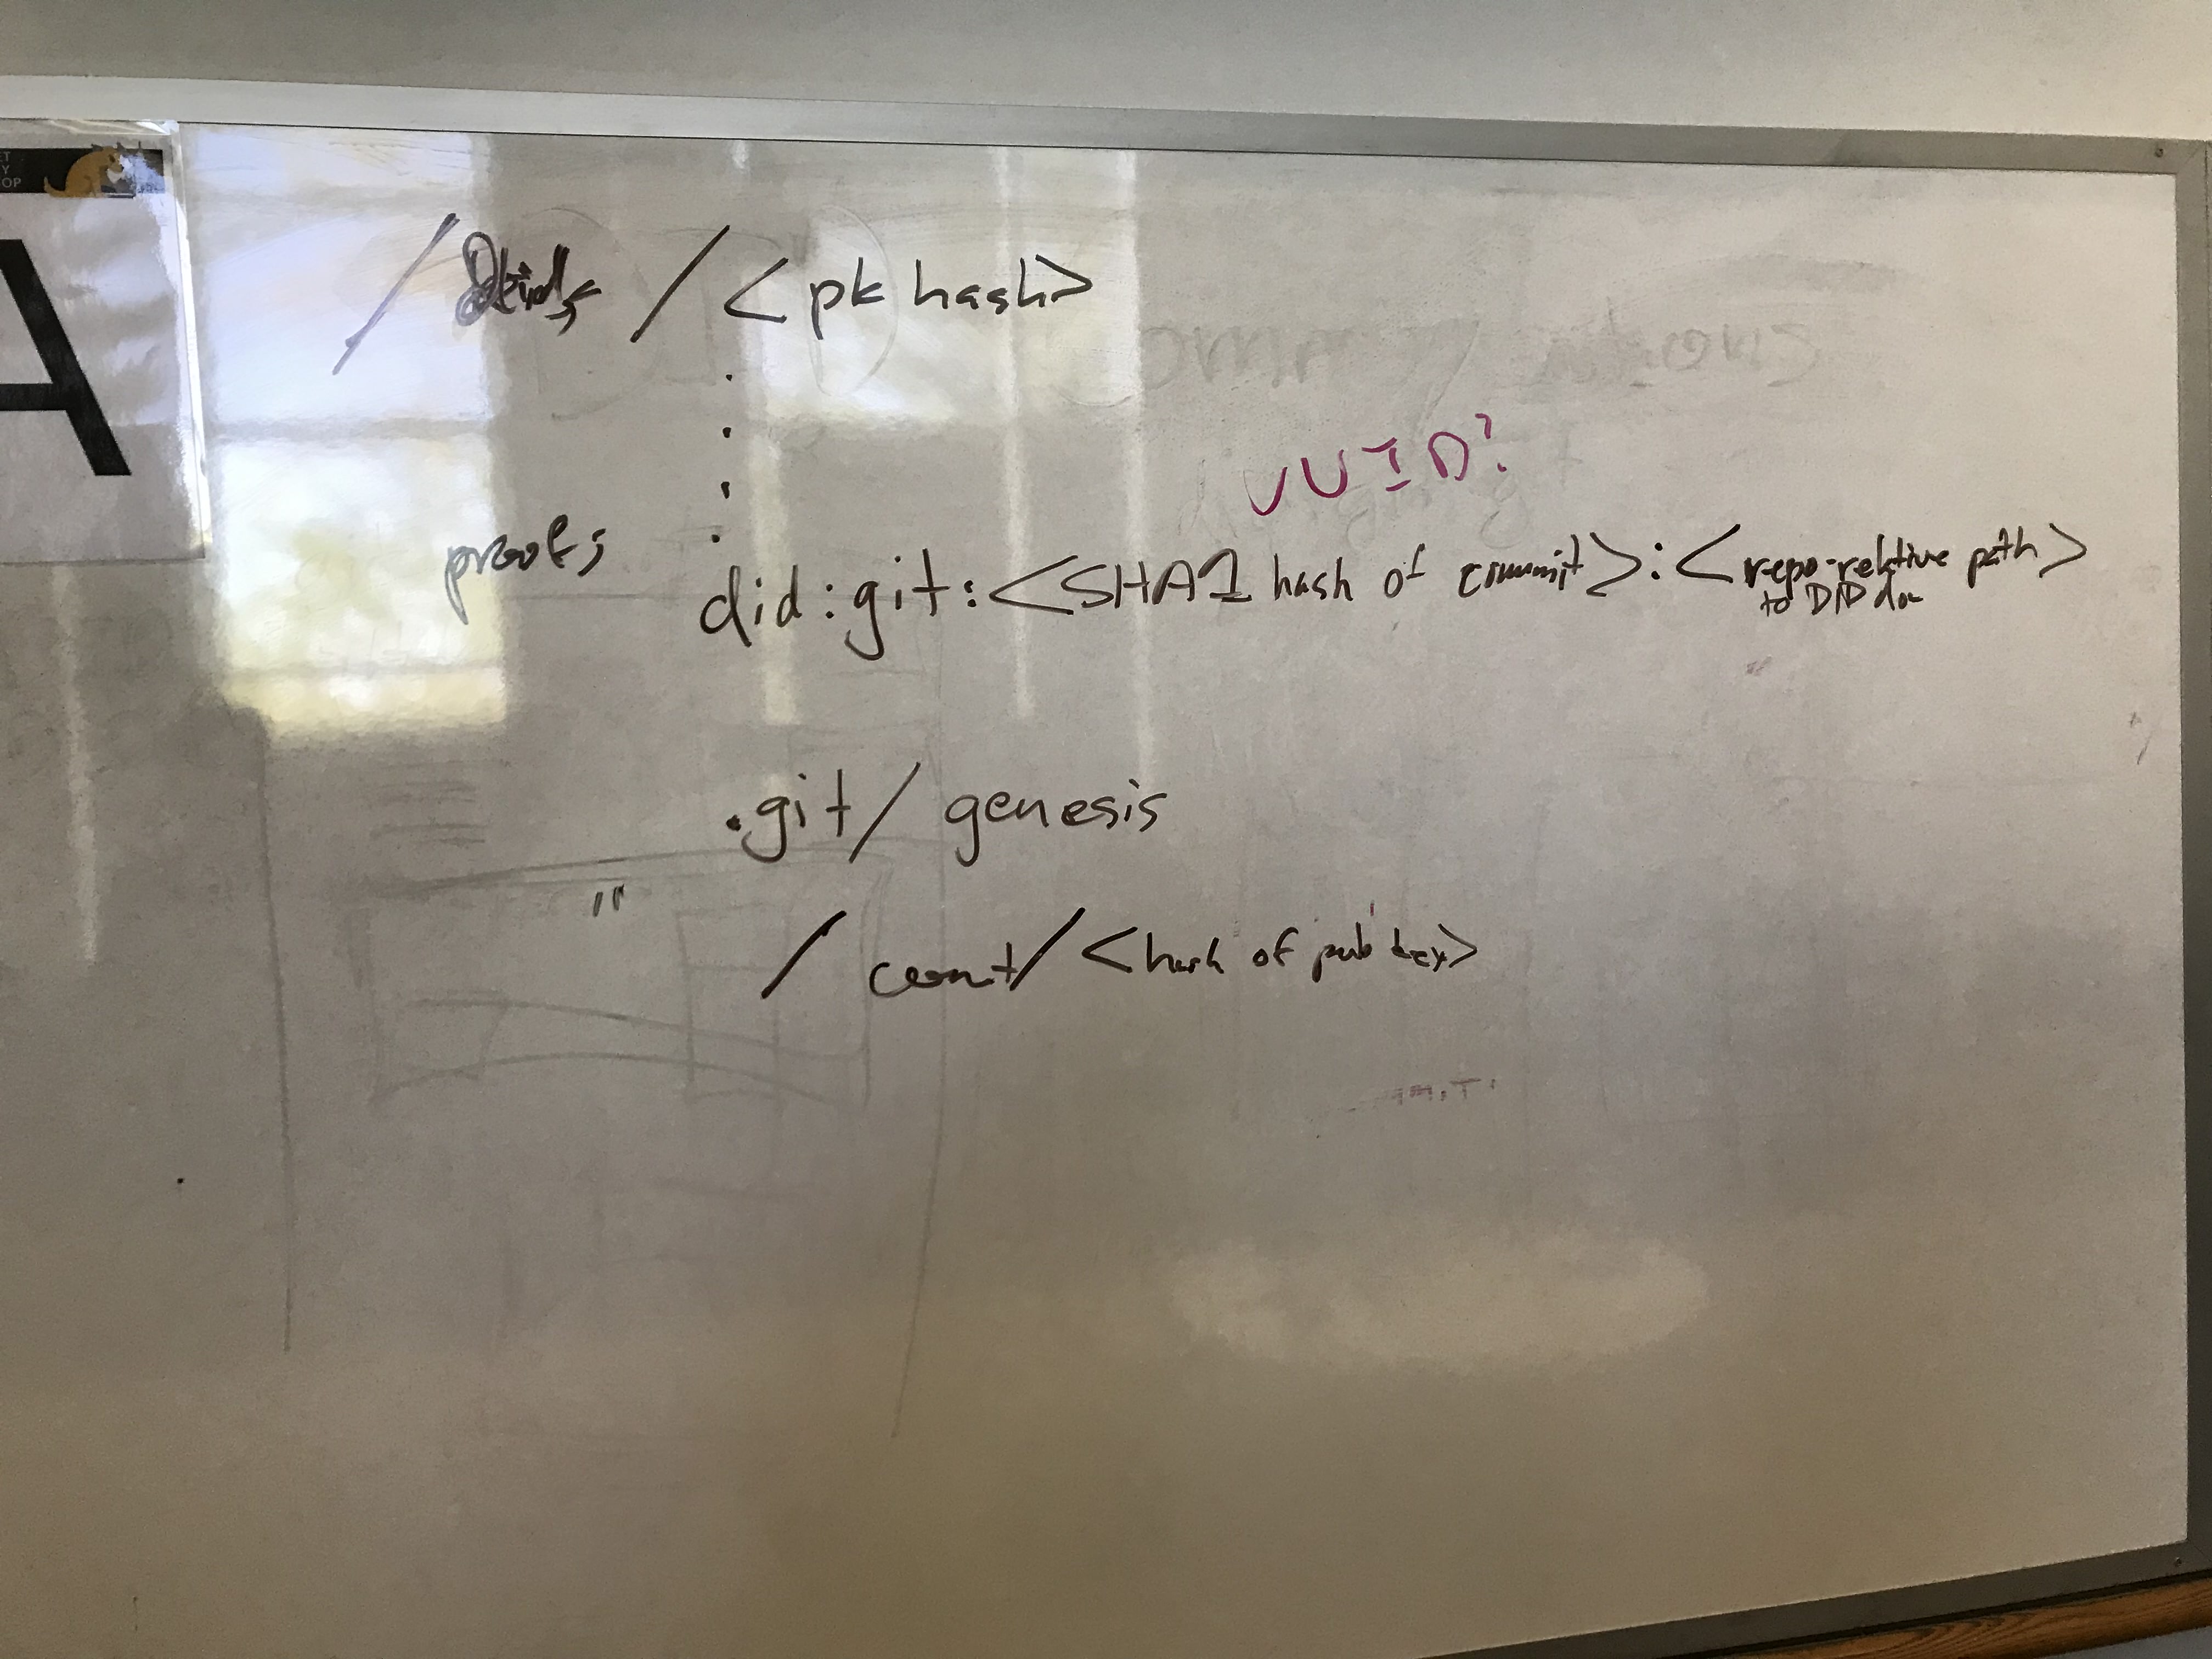 A
/ dids / <pk hash>
UUID?
proofs
did:git:<SHA1 hash of commit>:<repo-relative path to DID doc>
.git/ genesis
"
/ / <hash of pub key>